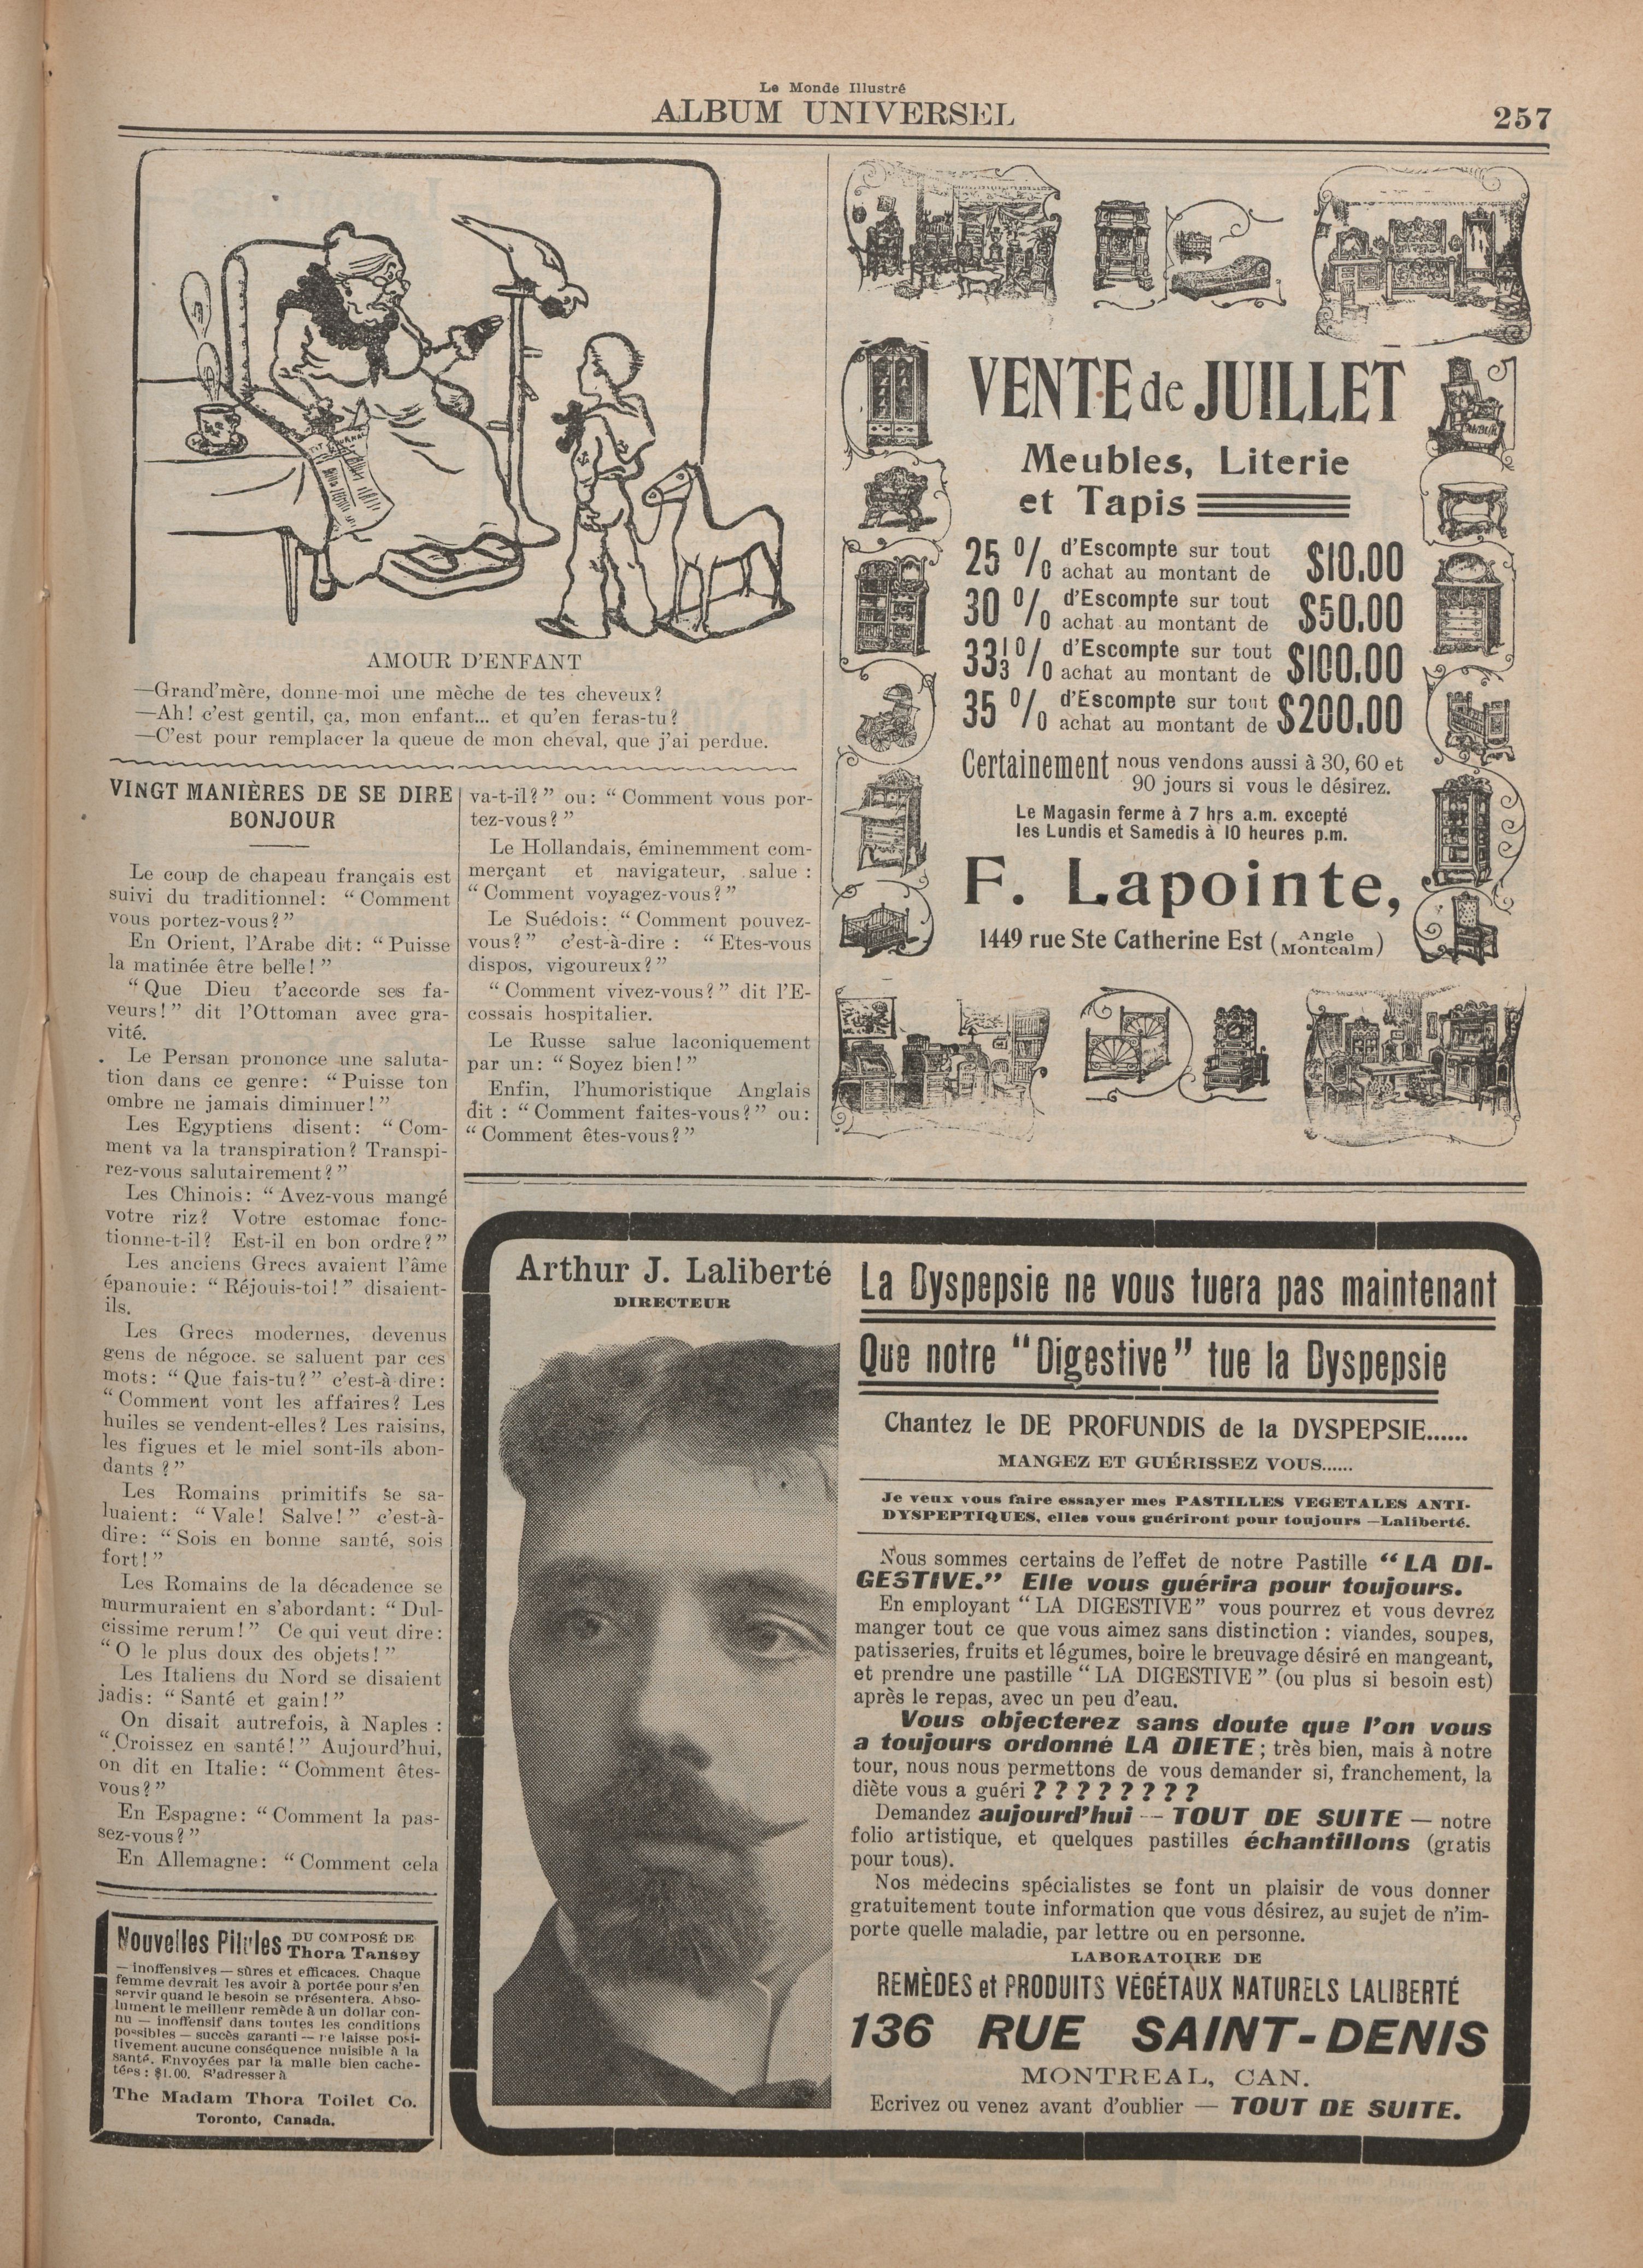 Le Monde Illustré
ALBUM UNIVERSEL
257
AMOUR D'ENFANT
—Grand'mère, donne-moi une mèche de tes cheveux?
—Ah! c'est gentil, ça, mon enfant... et qu'en feras-tu?
—C'est pour remplacer la queue de mon cheval, que j'ai perdue.
VINGT MANIÈRES DE SE DIRE
BONJOUR
Le coup de chapeau français est
suivi du traditionnel: "Comment
vous portez-vous?"
En Orient, l'Arabe dit: "Puisse
la matinée être belle!"
"Que Dieu t'accorde ses fa-
veurs!" dit l'Ottoman avec gra-
vité.
Le Persan prononce une saluta-
tion dans ce genre: "Puisse ton
ombre ne jamais diminuer!"
Les Egyptiens disent: "Com-
ment va la transpiration? Transpi-
rez-vous salutairement?"
Les Chinois: "Avez-vous mangé
votre riz? Votre estomac fonc-
tionne-t-il? Est-il en bon ordre?"
Les anciens Grecs avaient l'âme
épanouie: "Réjouis-toi!" disaient-
ils.
Les Grecs modernes, devenus
gens de négoce. se saluent par ces
mots: "Que fais-tu?" c'est-à-dire:
"Comment vont les affaires? Les
huiles se vendent-elles? Les raisins,
les figues et le miel sont-ils abon-
dants?"
Les Romains primitifs se sa-
luaient: "Vale! Salve!" c'est-à-
dire: "Sois en bonne santé, sois
fort!"
Les Romains de la décadence se
murmuraient en s'abordant: "Dul-
cissime rerum!" Ce qui veut dire:
"O le plus doux des objets!"
Les Italiens du Nord se disaient
jadis: "Santé et gain!"
On disait autrefois, à Naples :
"Croissez en santé!" Aujourd'hui,
on dit en Italie: "Comment êtes-
vous?"
En Espagne: "Comment la pas-
sez-vous?"
En Allemagne: "Comment cela
va-t-il?" ou: "Comment vous por-
tez-vous?"
Le Hollandais, éminemment com-
merçant et navigateur, salue :
"Comment voyagez-vous?"
Le Suédois: "Comment pouvez-
vous?" c'est-à-dire : "Etes-vous
dispos, vigoureux?"
"Comment vivez-vous?" dit l'E-
cossais hospitalier.
Le Russe salue laconiquement
par un: "Soyez bien!"
Enfin, l'humoristique Anglais
dit : "Comment faites-vous?" ou:
"Comment êtes-vous?"
VENTE de JUILLET
Meubles, Literie
et Tapis
25 % d'Escompte sur tout
achat au montant de $10.00
30 % d'Escompte sur tout
achat au montant de $50.00
33⅓ % d'Escompte sur tout
achat au montant de $100.00
35 % d'Escompte sur tout
achat au montant de $200.00
Certainement nous vendons aussi à 30, 60 et
90 jours si vous le désirez.
Le Magasin ferme à 7 hrs a.m. excepté
les Lundis et Samedis à 10 heures p.m.
F. Lapointe,
1449 rue Ste Catherine Est (Angle Montcalm)
Nouvelles Pilules DU COMPOSÉ DE
Thora Tansey
—inoffensives—sûres et efficaces. Chaque
femme devrait les avoir à portée pour s'en
servir quand le besoin se présentera. Abso-
lument le meilleur remède à un dollar con-
nu — inoffensif dans toutes les conditions
possibles — succès garanti — ne laisse posi-
tivement aucune conséquence nuisible à la
santé. Envoyées par la malle bien cache-
tées : $1.00. S'adresser à
The Madam Thora Toilet Co.
Toronto, Canada.
Arthur J. Laliberté
DIRECTEUR
La Dyspepsie ne vous tuera pas maintenant
Que notre "Digestive" tue la Dyspepsie
Chantez le DE PROFUNDIS de la DYSPEPSIE......
MANGEZ ET GUÉRISSEZ VOUS......
Je veux vous faire essayer mes PASTILLES VEGETALES ANTI-
DYSPEPTIQUES, elles vous guériront pour toujours —Laliberté.
Nous sommes certains de l'effet de notre Pastille "LA DI-
GESTIVE." Elle vous guérira pour toujours.
En employant "LA DIGESTIVE" vous pourrez et vous devrez
manger tout ce que vous aimez sans distinction : viandes, soupes,
patisseries, fruits et légumes, boire le breuvage désiré en mangeant,
et prendre une pastille "LA DIGESTIVE" (ou plus si besoin est)
après le repas, avec un peu d'eau.
Vous objecterez sans doute que l'on vous
a toujours ordonné LA DIETE; très bien, mais à notre
tour, nous nous permettons de vous demander si, franchement, la
diète vous a guéri ? ? ? ? ? ? ? ?
Demandez aujourd'hui -- TOUT DE SUITE — notre
folio artistique, et quelques pastilles échantillons (gratis
pour tous).
Nos médecins spécialistes se font un plaisir de vous donner
gratuitement toute information que vous désirez, au sujet de n'im-
porte quelle maladie, par lettre ou en personne.
LABORATOIRE DE
REMÈDES et PRODUITS VÉGÉTAUX NATURELS LALIBERTÉ
136 RUE SAINT-DENIS
MONTREAL, CAN.
Ecrivez ou venez avant d'oublier — TOUT DE SUITE.